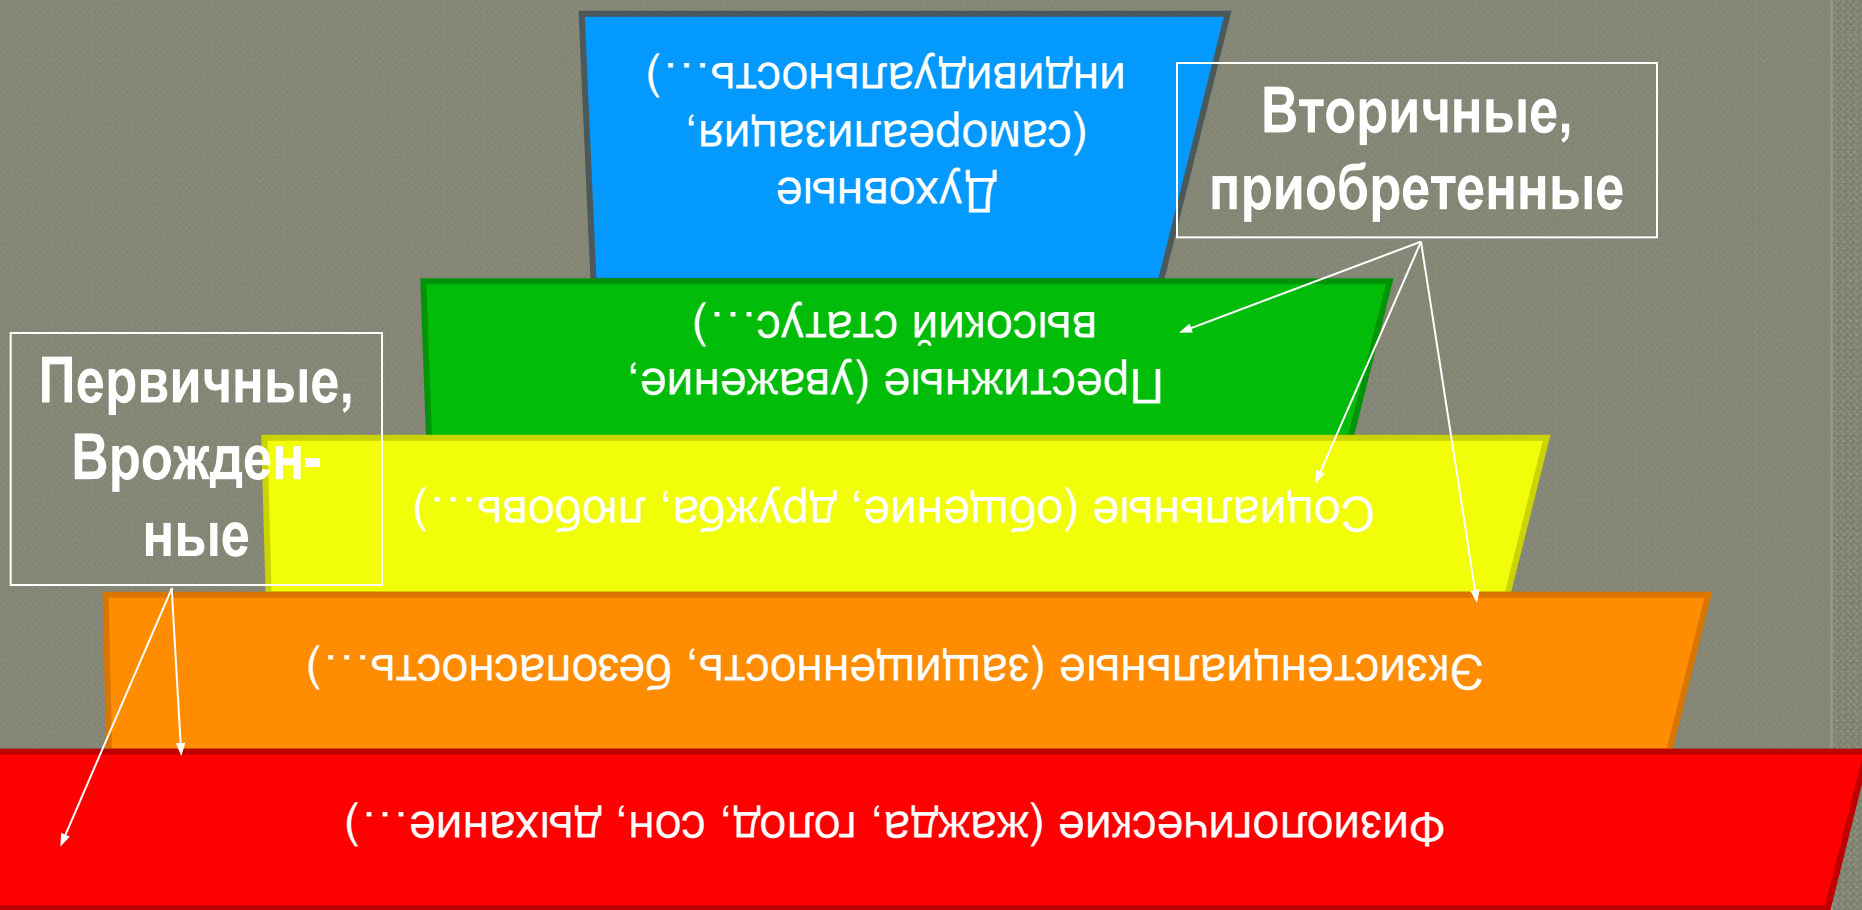 Духовные
(самореализация,
индивидуальность…)
Вторичные,
приобретенные
Престижные (уважение,
высокий статус…)
Первичные,
Врожден-
ные
Социальные (общение, дружба, любовь…)
Экзистенциальные (защищенность, безопасность…)
Физиологические (жажда, голод, сон, дыхание…)